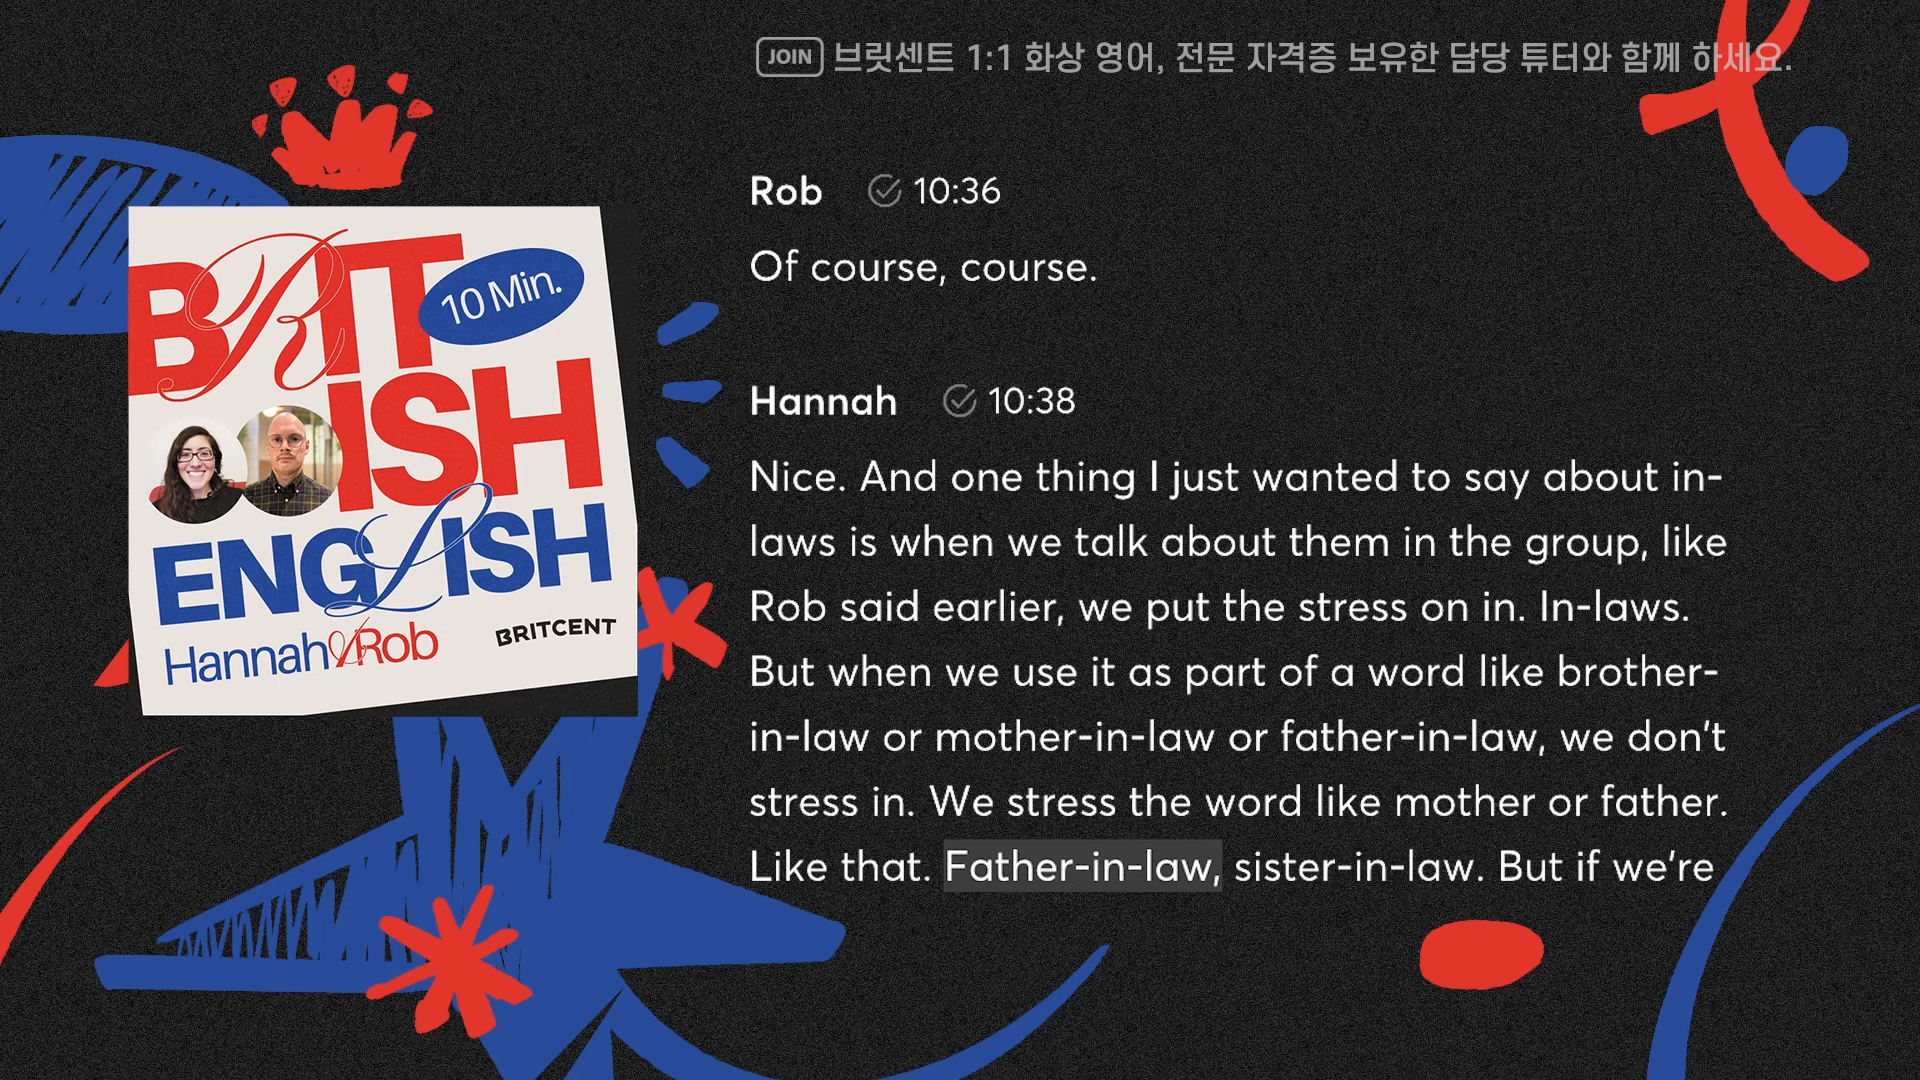 JOIN 브릿센트 1:1 화상 영어, 전문 자격증 보유한 담당 튜터와 함께 하세요.
BRIT
10 Min.
ISH
ENGLISH
Hannah & Rob
BRITCENT
Rob 10:36
Of course, course.
Hannah 10:38
Nice. And one thing I just wanted to say about in-
laws is when we talk about them in the group, like
Rob said earlier, we put the stress on in. In-laws.
But when we use it as part of a word like brother-
in-law or mother-in-law or father-in-law, we don't
stress in. We stress the word like mother or father.
Like that. Father-in-law, sister-in-law. But if we're